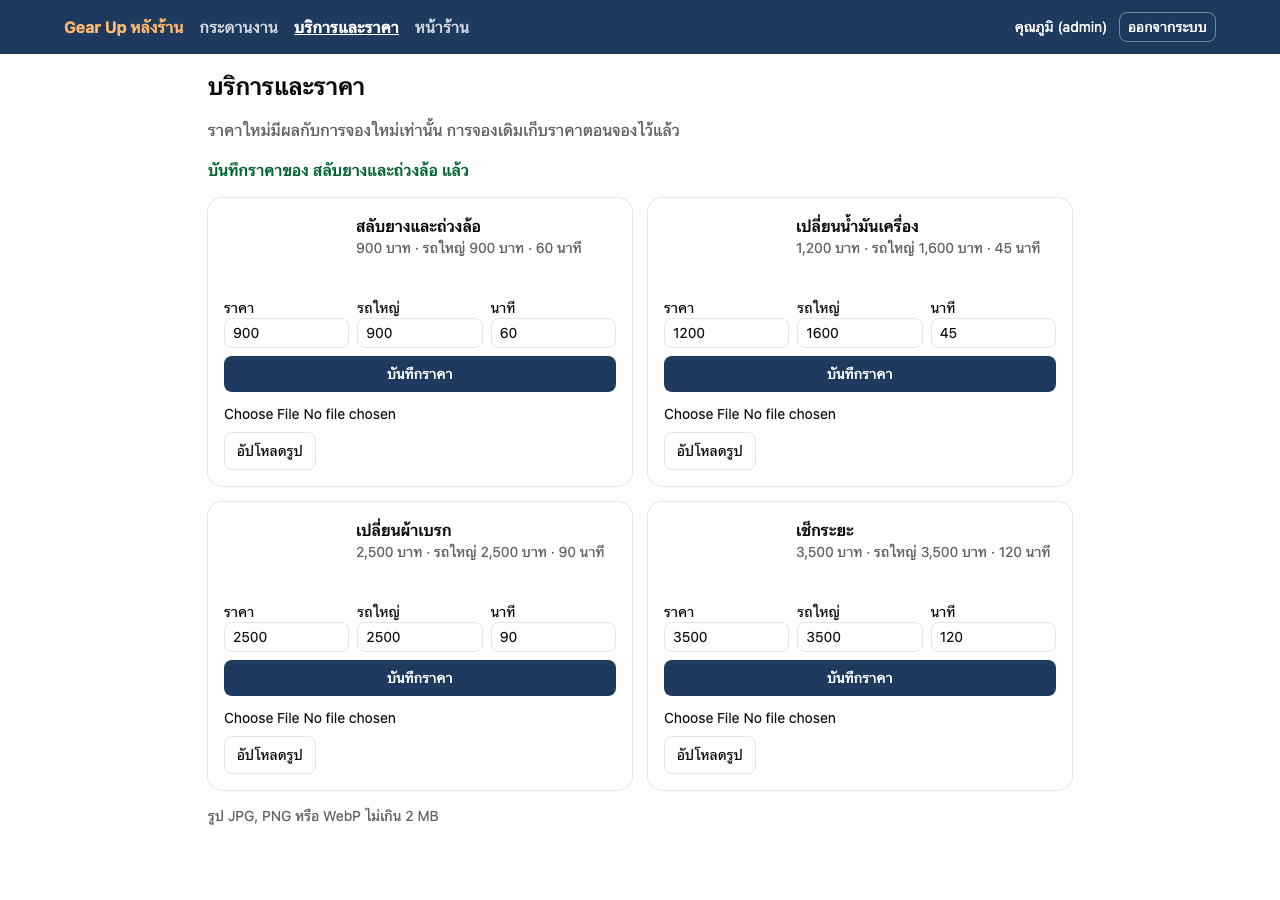 Gear Up หลังร้าน กระดานงาน บริการและราคา หน้าร้าน คุณภูมิ (admin) ออกจากระบบ
บริการและราคา
ราคาใหม่มีผลกับการจองใหม่เท่านั้น การจองเดิมเก็บราคาตอนจองไว้แล้ว
บันทึกราคาของ สลับยางและถ่วงล้อ แล้ว
สลับยางและถ่วงล้อ
900 บาท · รถใหญ่ 900 บาท · 60 นาที
ราคา รถใหญ่ นาที
900 900 60
บันทึกราคา
Choose File No file chosen
อัปโหลดรูป
เปลี่ยนน้ำมันเครื่อง
1,200 บาท · รถใหญ่ 1,600 บาท · 45 นาที
ราคา รถใหญ่ นาที
1200 1600 45
บันทึกราคา
Choose File No file chosen
อัปโหลดรูป
เปลี่ยนผ้าเบรก
2,500 บาท · รถใหญ่ 2,500 บาท · 90 นาที
ราคา รถใหญ่ นาที
2500 2500 90
บันทึกราคา
Choose File No file chosen
อัปโหลดรูป
เช็กระยะ
3,500 บาท · รถใหญ่ 3,500 บาท · 120 นาที
ราคา รถใหญ่ นาที
3500 3500 120
บันทึกราคา
Choose File No file chosen
อัปโหลดรูป
รูป JPG, PNG หรือ WebP ไม่เกิน 2 MB